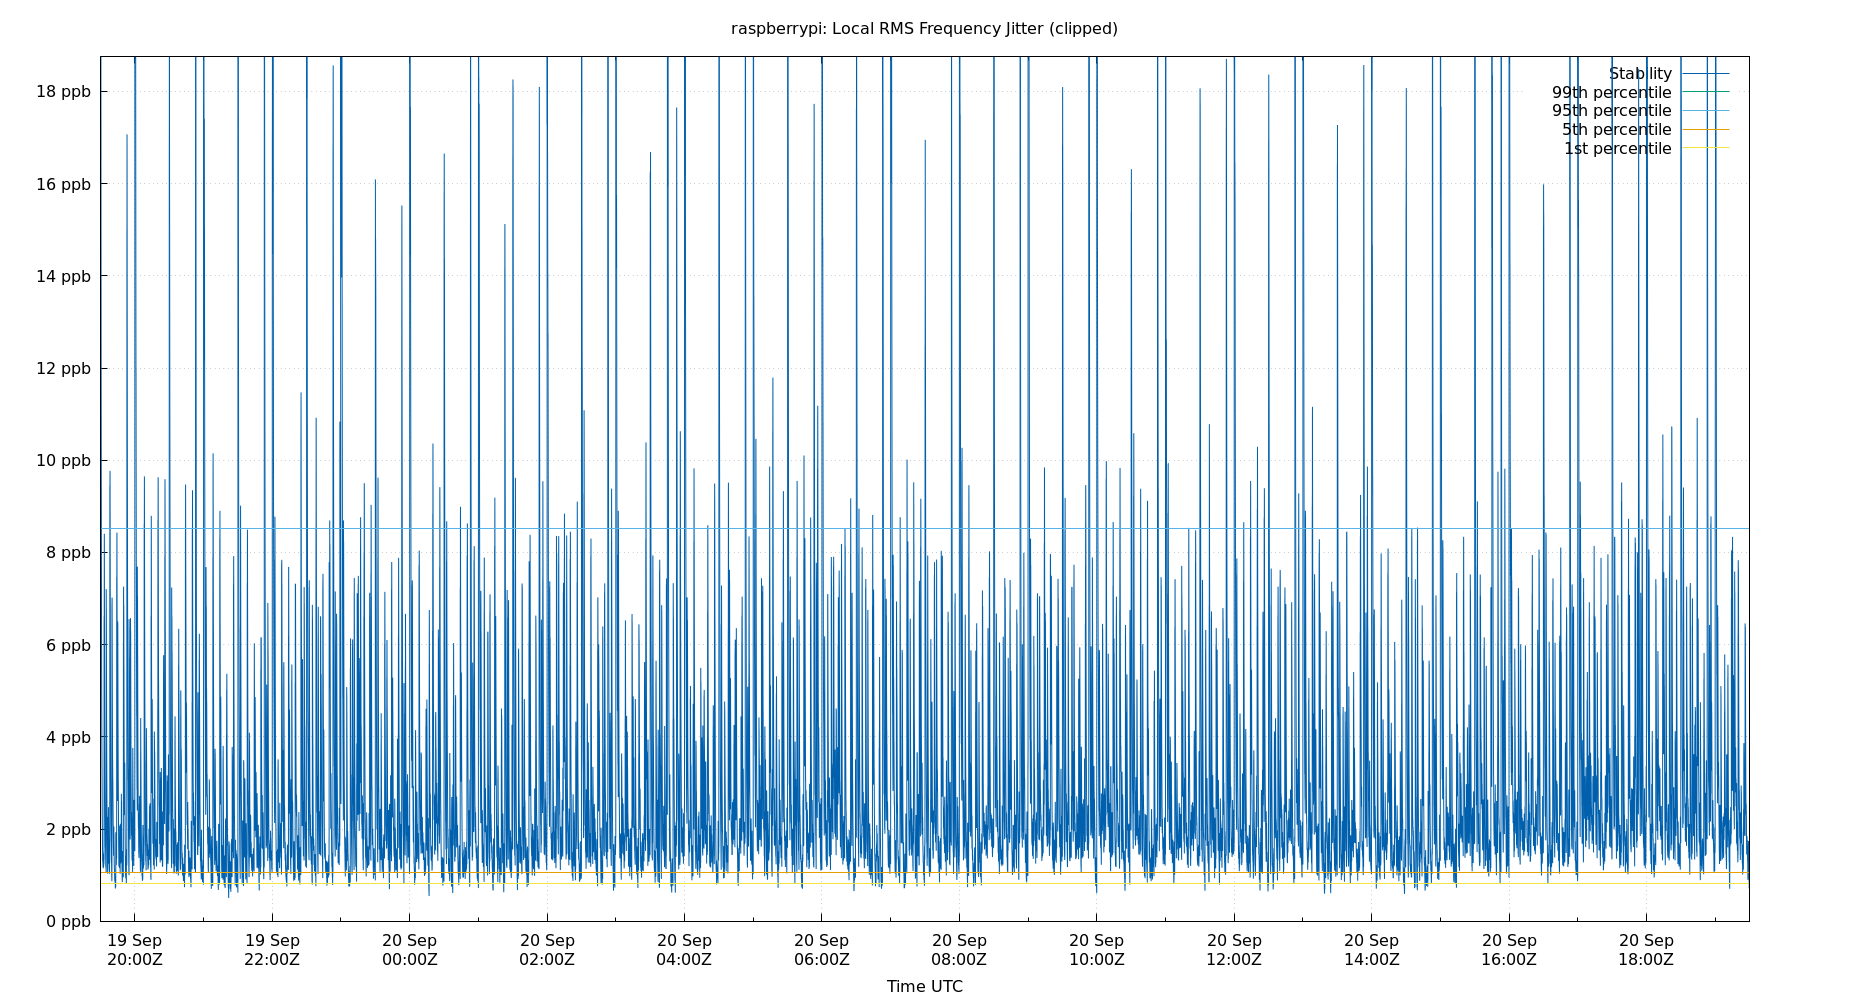 raspberrypi: Local RMS Frequency Jitter (clipped)
Stability
99th percentile
95th percentile
5th percentile
1st percentile
18 ppb
16 ppb
14 ppb
12 ppb
10 ppb
8 ppb
6 ppb
4 ppb
2 ppb
0 ppb
19 Sep 19 Sep 20 Sep 20 Sep 20 Sep 20 Sep 20 Sep 20 Sep 20 Sep 20 Sep 20 Sep 20 Sep
20:00Z 22:00Z 00:00Z 02:00Z 04:00Z 06:00Z 08:00Z 10:00Z 12:00Z 14:00Z 16:00Z 18:00Z
Time UTC